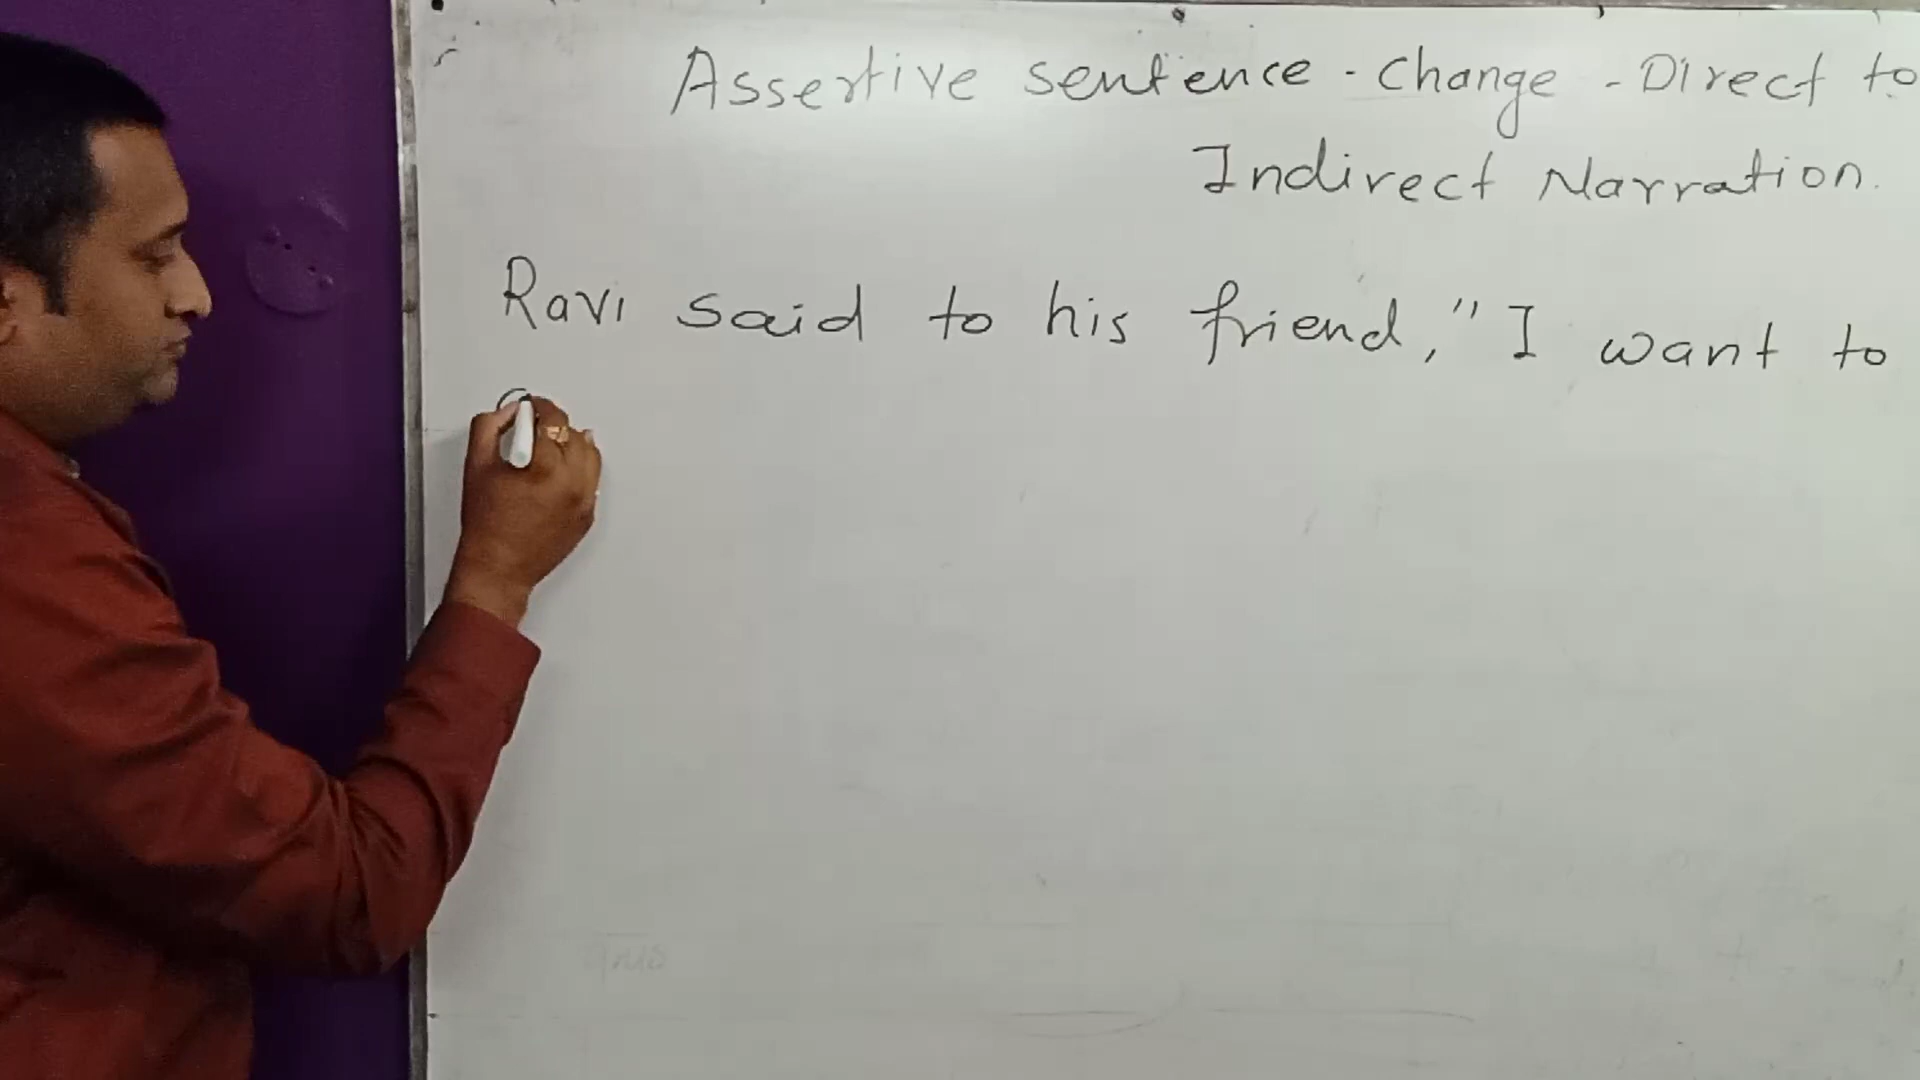 Assertive sentence - Change - Direct to
Indirect Narration.
Ravi said to his friend, "I want to